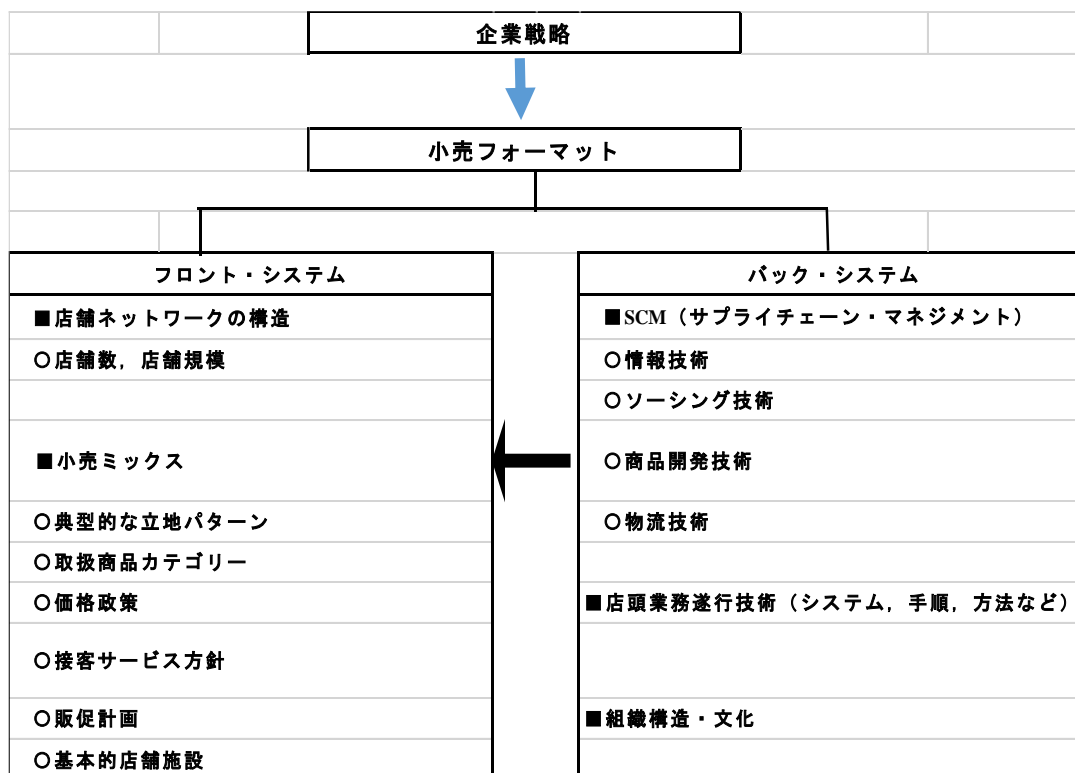 企業戦略
小売フォーマット
フロント・システム
■店舗ネットワークの構造
○店舗数，店舗規模
■小売ミックス
○典型的な立地パターン
○取扱商品カテゴリー
○価格政策
○接客サービス方針
○販促計画
○基本的店舗施設
バック・システム
■SCM（サプライチェーン・マネジメント）
○情報技術
○ソーシング技術
○商品開発技術
○物流技術
■店頭業務遂行技術（システム，手順，方法など）
■組織構造・文化